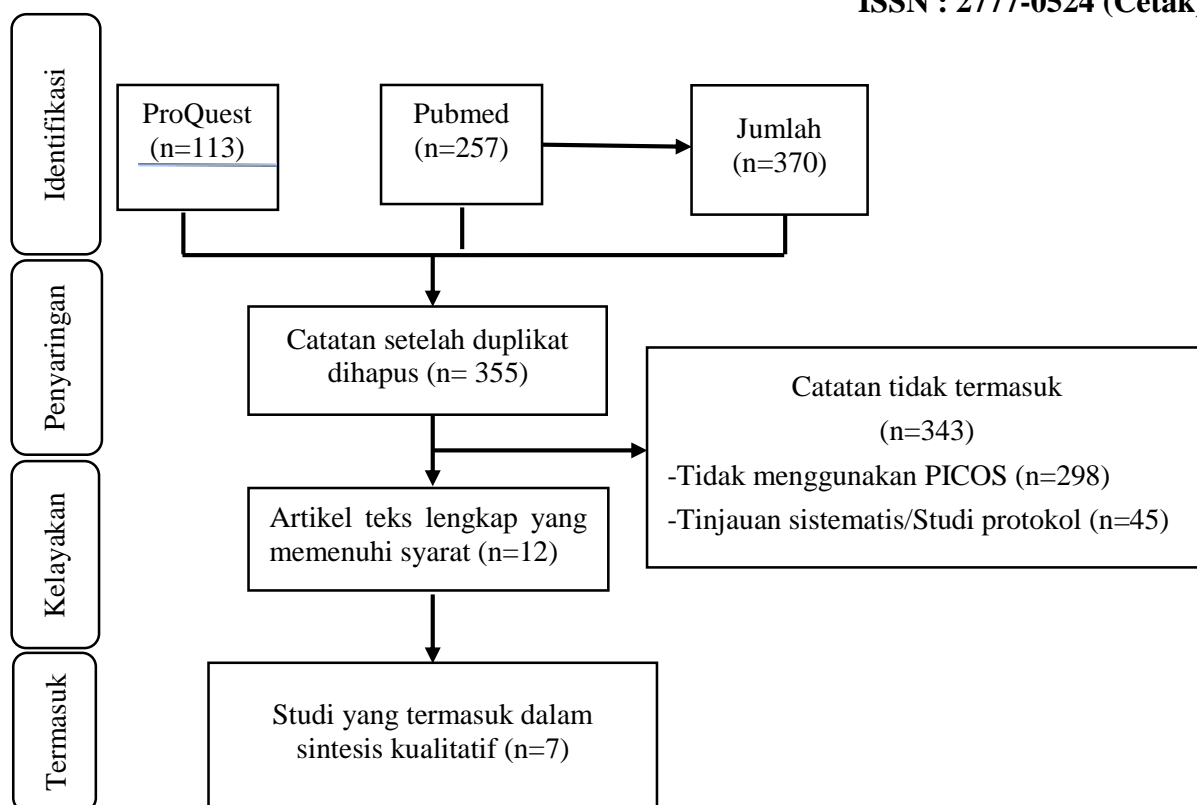 ISSN : 2777-0524 (Cetak)
Identifikasi
ProQuest
(n=113)
Pubmed
(n=257)
Jumlah
(n=370)
Penyaringan
Catatan setelah duplikat
dihapus (n= 355)
Catatan tidak termasuk
(n=343)
-Tidak menggunakan PICOS (n=298)
-Tinjauan sistematis/Studi protokol (n=45)
Kelayakan
Artikel teks lengkap yang
memenuhi syarat (n=12)
Termasuk
Studi yang termasuk dalam
sintesis kualitatif (n=7)